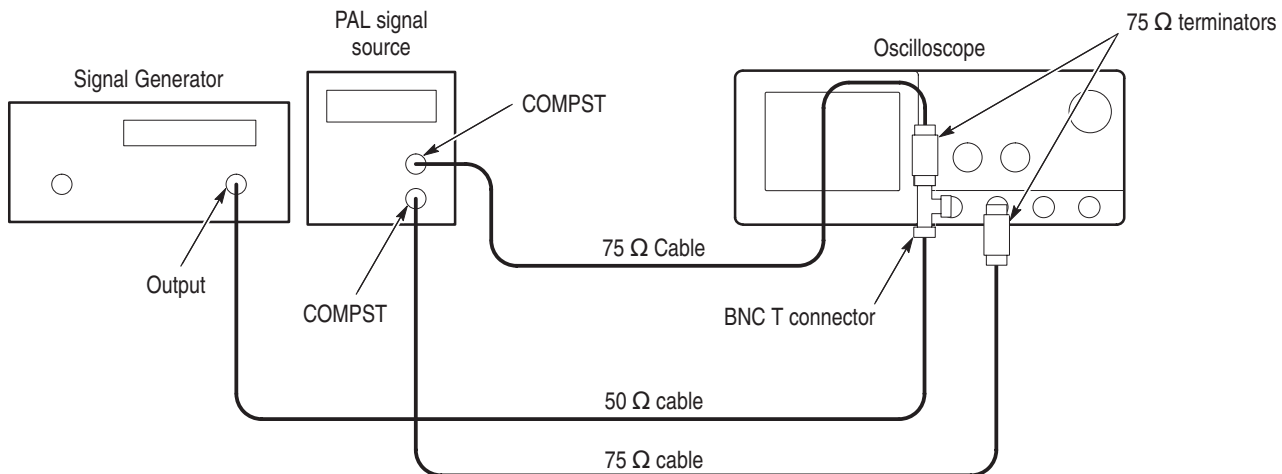 PAL signal
source
75 Ω terminators
Oscilloscope
Signal Generator
COMPST
75 Ω Cable
Output
COMPST
BNC T connector
50 Ω cable
75 Ω cable